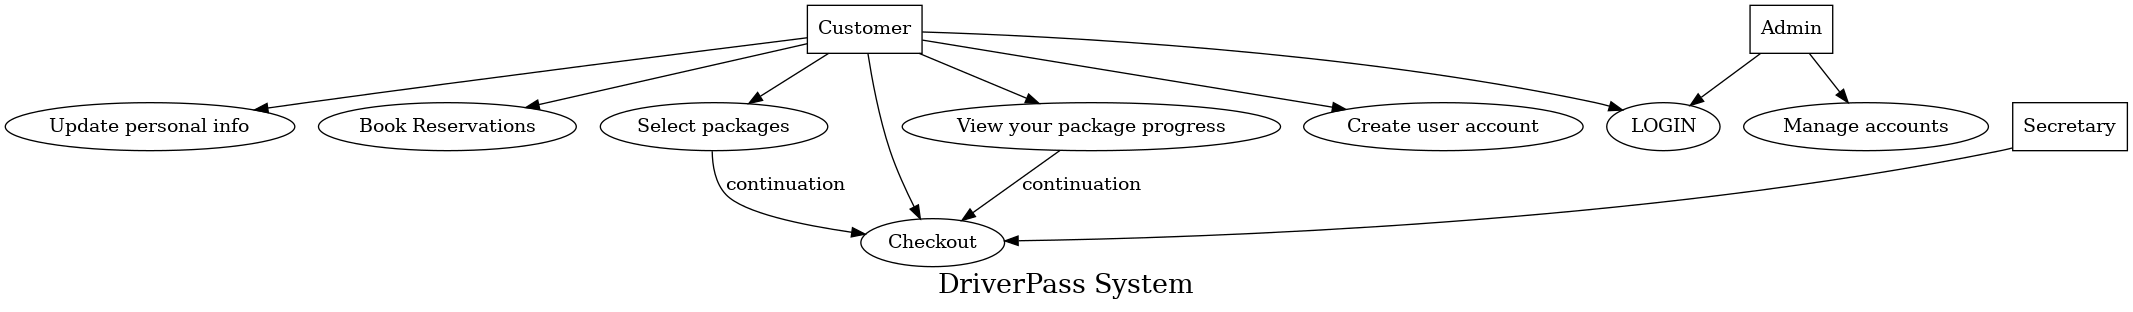 Customer
Admin
Update personal info
Book Reservations
Select packages
View your package progress
Create user account
LOGIN
Manage accounts
Secretary
continuation
continuation
Checkout
DriverPass System